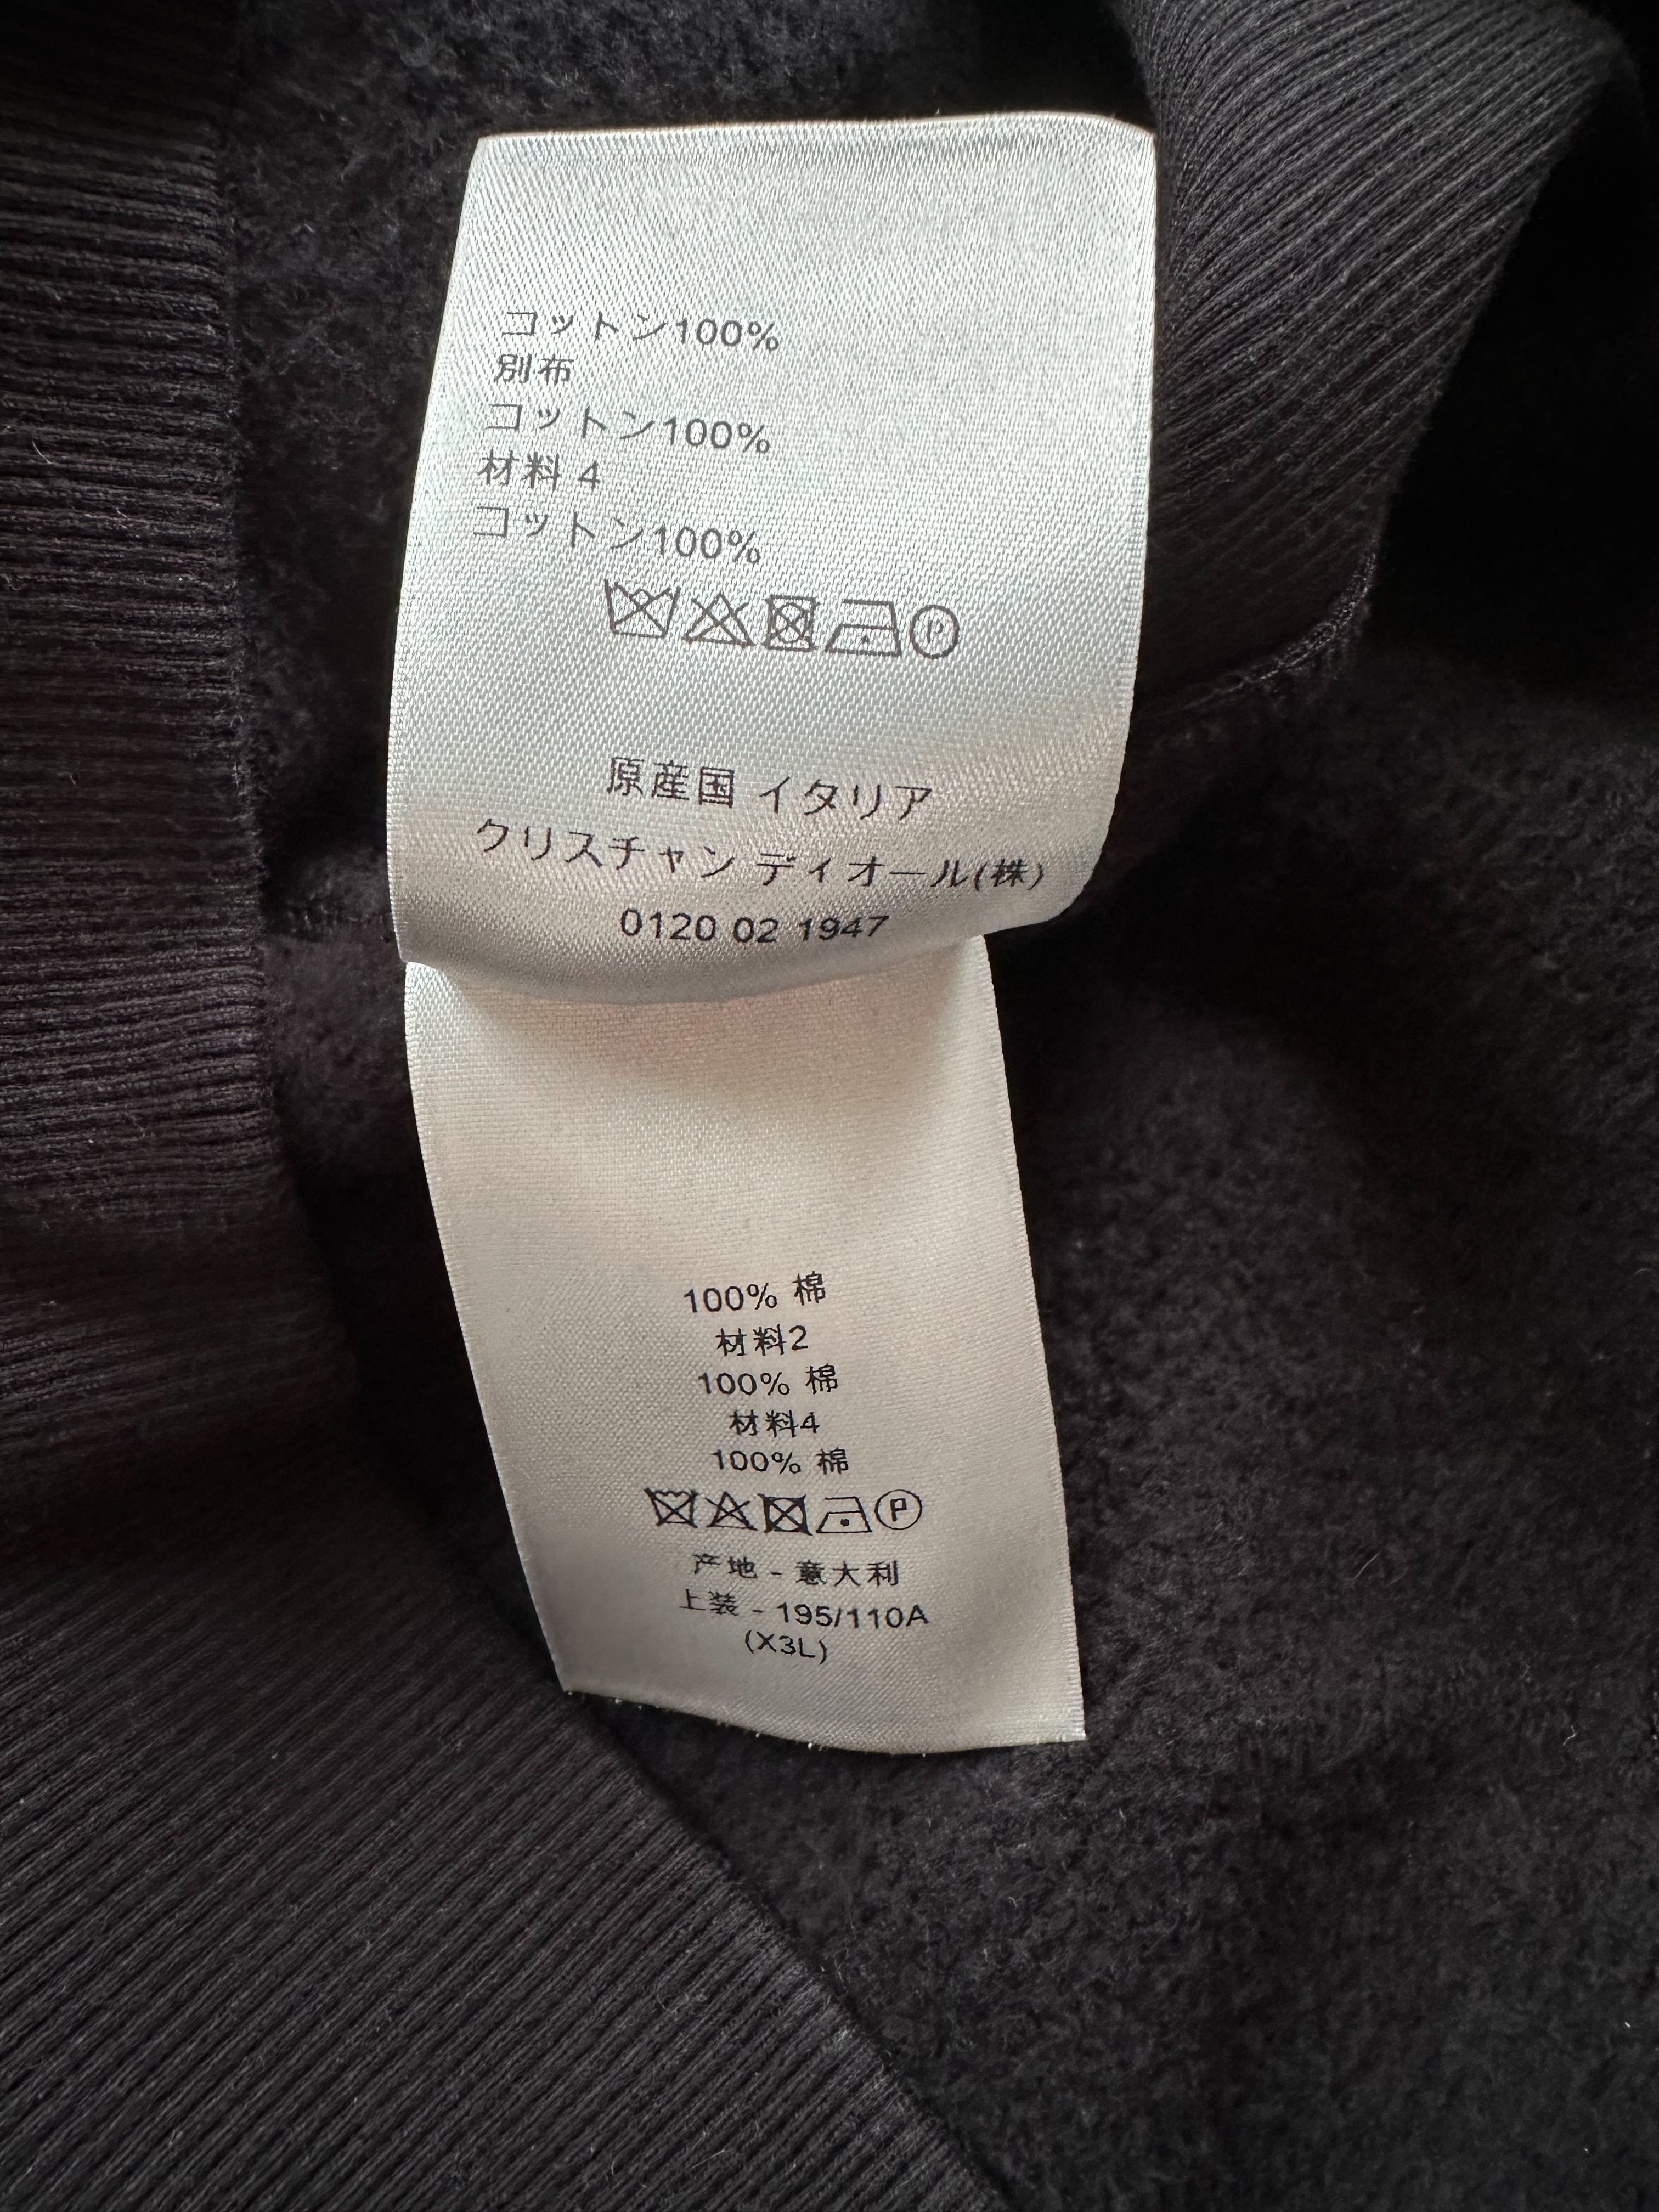 コットン100%
別布
コットン100%
材料 4
コットン100%
P
原産国 イタリア
クリスチャン ディオール(株)
0120 02 1947
100% 棉
材料2
100% 棉
材料4
100% 棉
P
产地 - 意大利
上装 - 195/110A
(X3L)